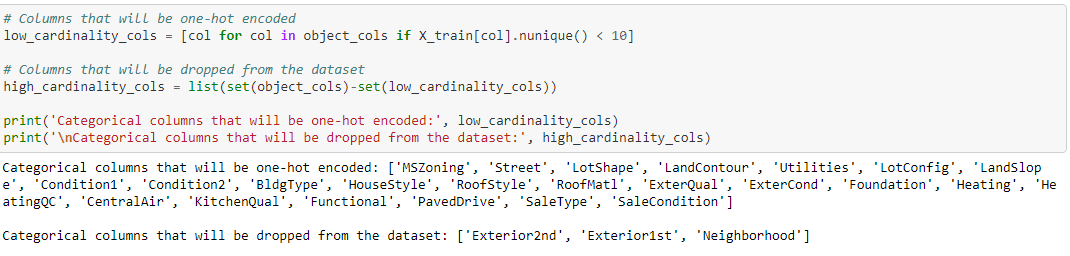 # Columns that will be one-hot encoded
low_cardinality_cols = [col for col in object_cols if X_train[col].nunique() < 10]
# Columns that will be dropped from the dataset
high_cardinality_cols = list(set(object_cols)-set(low_cardinality_cols))
print('Categorical columns that will be one-hot encoded:', low_cardinality_cols)
print('\nCategorical columns that will be dropped from the dataset:', high_cardinality_cols)
Categorical columns that will be one-hot encoded: ['MSZoning', 'Street', 'LotShape', 'LandContour', 'Utilities', 'LotConfig', 'LandSlop
e', 'Condition1', 'Condition2', 'BldgType', 'HouseStyle', 'RoofStyle', 'RoofMatl', 'ExterQual', 'ExterCond', 'Foundation', 'Heating', 'He
atingQC', 'CentralAir', 'KitchenQual', 'Functional', 'PavedDrive', 'SaleType', 'SaleCondition']
Categorical columns that will be dropped from the dataset: ['Exterior2nd', 'Exterior1st', 'Neighborhood']